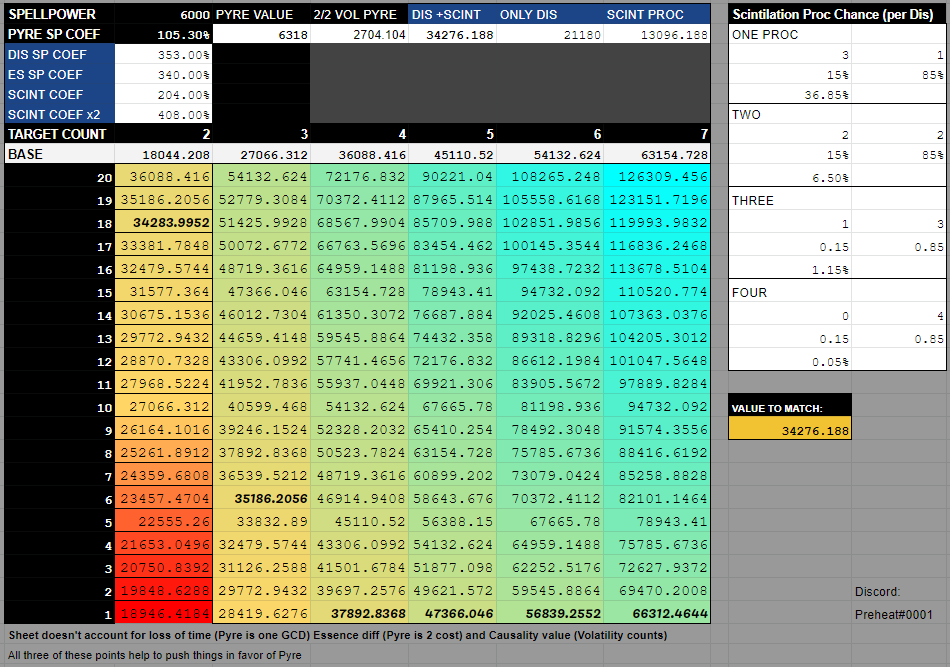 SPELLPOWER 6000 PYRE VALUE 2/2 VOL PYRE DIS +SCINT ONLY DIS SCINT PROC
PYRE SP COEF 105.30% 6318 2704.104 34276.188 21180 13096.188
DIS SP COEF 353.00%
ES SP COEF 340.00%
SCINT COEF 204.00%
SCINT COEF x2 408.00%
TARGET COUNT 2 3 4 5 6 7
BASE 18044.208 27066.312 36088.416 45110.52 54132.624 63154.728
20 36088.416 54132.624 72176.832 90221.04 108265.248 126309.456
19 35186.2056 52779.3084 70372.4112 87965.514 105558.6168 123151.7196
18 34283.9952 51425.9928 68567.9904 85709.988 102851.9856 119993.9832
17 33381.7848 50072.6772 66763.5696 83454.462 100145.3544 116836.2468
16 32479.5744 48719.3616 64959.1488 81198.936 97438.7232 113678.5104
15 31577.364 47366.046 63154.728 78943.41 94732.092 110520.774
14 30675.1536 46012.7304 61350.3072 76687.884 92025.4608 107363.0376
13 29772.9432 44659.4148 59545.8864 74432.358 89318.8296 104205.3012
12 28870.7328 43306.0992 57741.4656 72176.832 86612.1984 101047.5648
11 27968.5224 41952.7836 55937.0448 69921.306 83905.5672 97889.8284
10 27066.312 40599.468 54132.624 67665.78 81198.936 94732.092
9 26164.1016 39246.1524 52328.2032 65410.254 78492.3048 91574.3556
8 25261.8912 37892.8368 50523.7824 63154.728 75785.6736 88416.6192
7 24359.6808 36539.5212 48719.3616 60899.202 73079.0424 85258.8828
6 23457.4704 35186.2056 46914.9408 58643.676 70372.4112 82101.1464
5 22555.26 33832.89 45110.52 56388.15 67665.78 78943.41
4 21653.0496 32479.5744 43306.0992 54132.624 64959.1488 75785.6736
3 20750.8392 31126.2588 41501.6784 51877.098 62252.5176 72627.9372
2 19848.6288 29772.9432 39697.2576 49621.572 59545.8864 69470.2008
1 18946.4184 28419.6276 37892.8368 47366.046 56839.2552 66312.4644
Sheet doesn't account for loss of time (Pyre is one GCD) Essence diff (Pyre is 2 cost) and Causality value (Volatility counts)
All three of these points help to push things in favor of Pyre
Scintilation Proc Chance (per Dis)
ONE PROC
3 1
15% 85%
36.85%
TWO
2 2
15% 85%
6.50%
THREE
1 3
0.15 0.85
1.15%
FOUR
0 4
0.15 0.85
0.05%
VALUE TO MATCH:
34276.188
Discord:
Preheat#0001